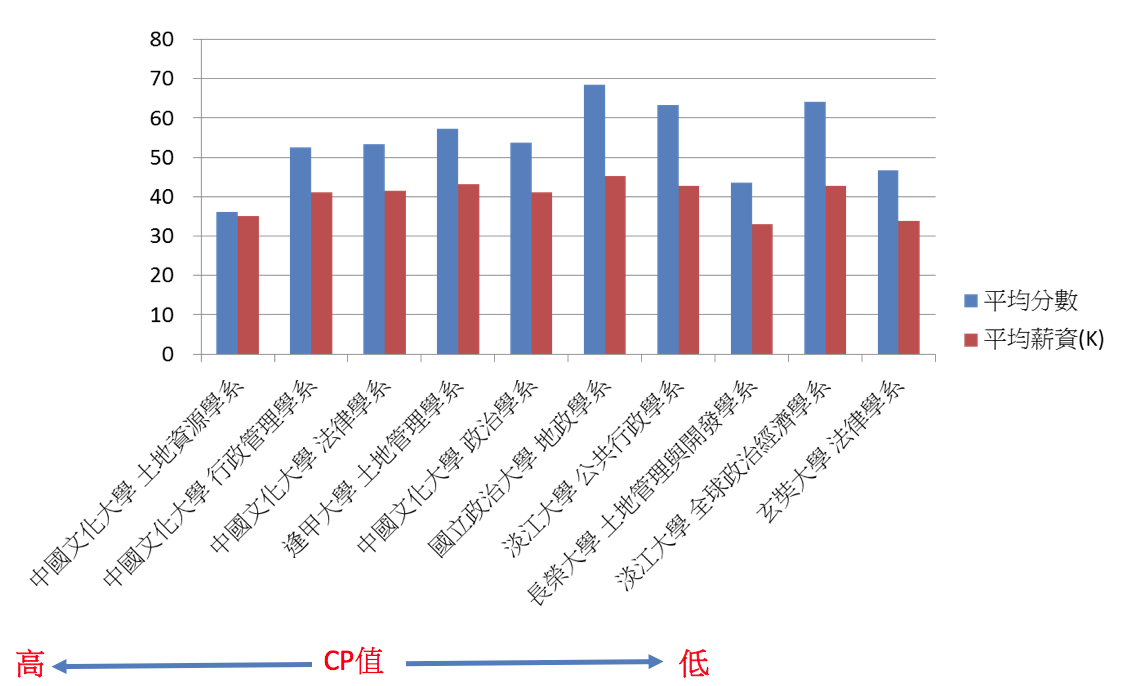 80
70
60
50
40
30
20
10
0
平均分數
平均薪資(K)
中國文化大學 土地資源學系
中國文化大學 行政管理學系
中國文化大學 法律學系
逢甲大學 土地管理學系
中國文化大學 政治學系
國立政治大學 地政學系
淡江大學 公共行政學系
長榮大學 土地管理與開發學系
淡江大學 全球政治經濟學系
玄奘大學 法律學系
高 CP值 低